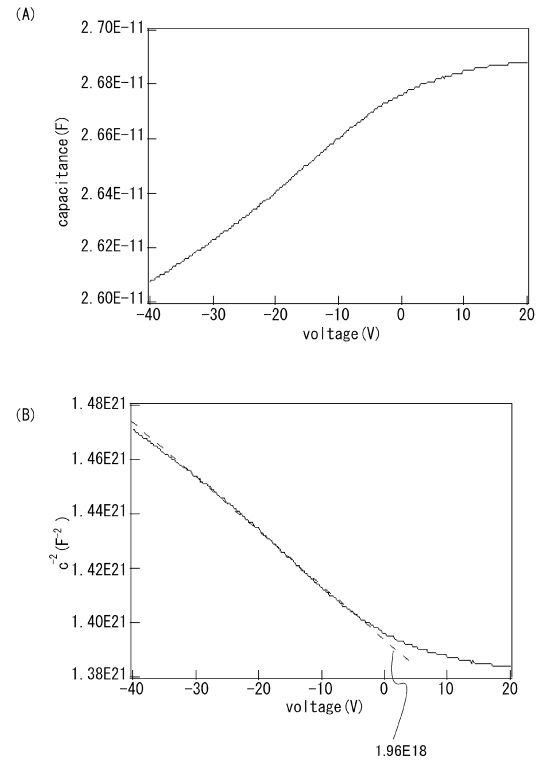 (A)
2.70E-11
2.68E-11
2.66E-11
2.64E-11
2.62E-11
2.60E-11
capacitance(F)
-40 -30 -20 -10 0 10 20
voltage(V)
(B)
1.48E21
1.46E21
1.44E21
1.42E21
1.40E21
1.38E21
c⁻²(F⁻²)
-40 -30 -20 -10 0 10 20
voltage(V)
1.96E18